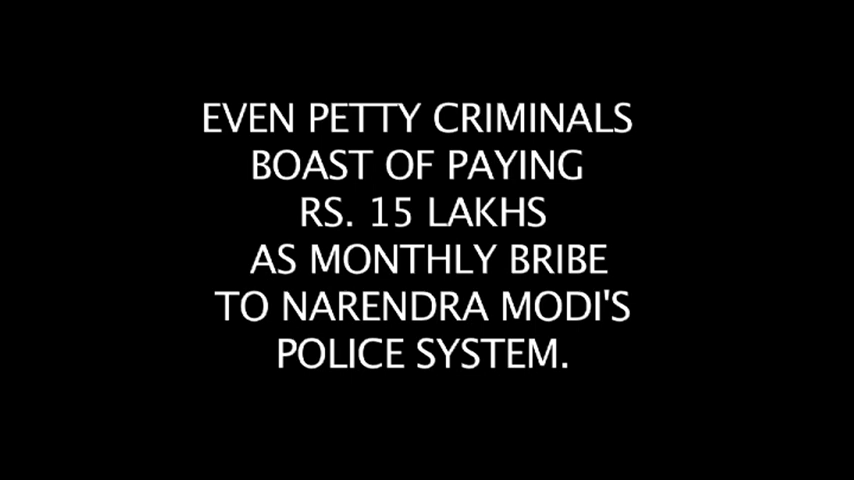 EVEN PETTY CRIMINALS
BOAST OF PAYING
RS. 15 LAKHS
AS MONTHLY BRIBE
TO NARENDRA MODI'S
POLICE SYSTEM.